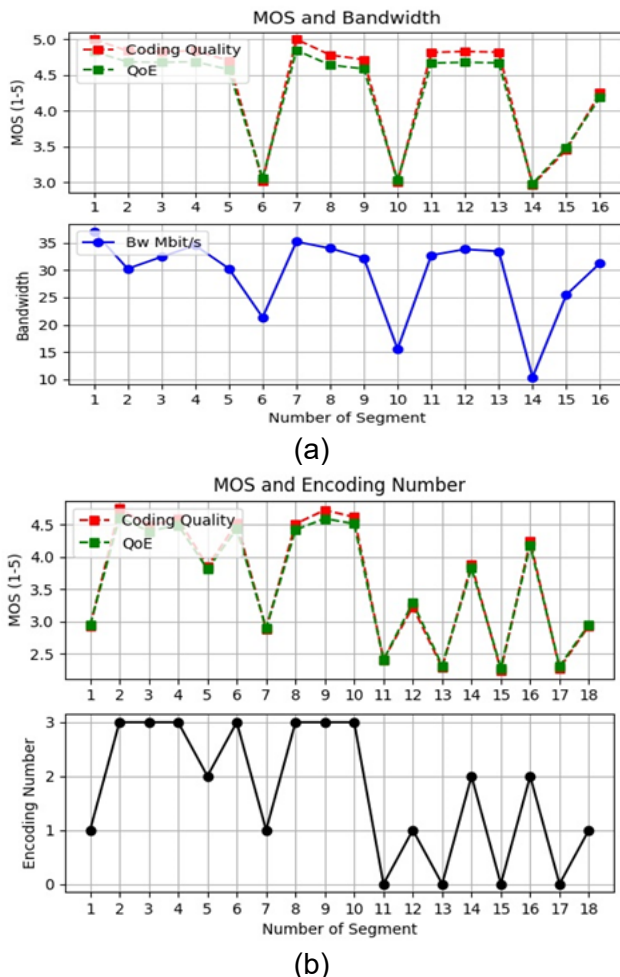 MOS and Bandwidth
5.0
4.5
4.0
3.5
3.0
MOS (1-5)
Coding Quality
QoE
1 2 3 4 5 6 7 8 9 10 11 12 13 14 15 16
35
30
25
20
15
10
Bandwidth
Bw Mbit/s
1 2 3 4 5 6 7 8 9 10 11 12 13 14 15 16
Number of Segment
(a)
MOS and Encoding Number
4.5
4.0
3.5
3.0
2.5
MOS (1-5)
Coding Quality
QoE
1 2 3 4 5 6 7 8 9 10 11 12 13 14 15 16 17 18
3
2
1
0
Encoding Number
1 2 3 4 5 6 7 8 9 10 11 12 13 14 15 16 17 18
Number of Segment
(b)